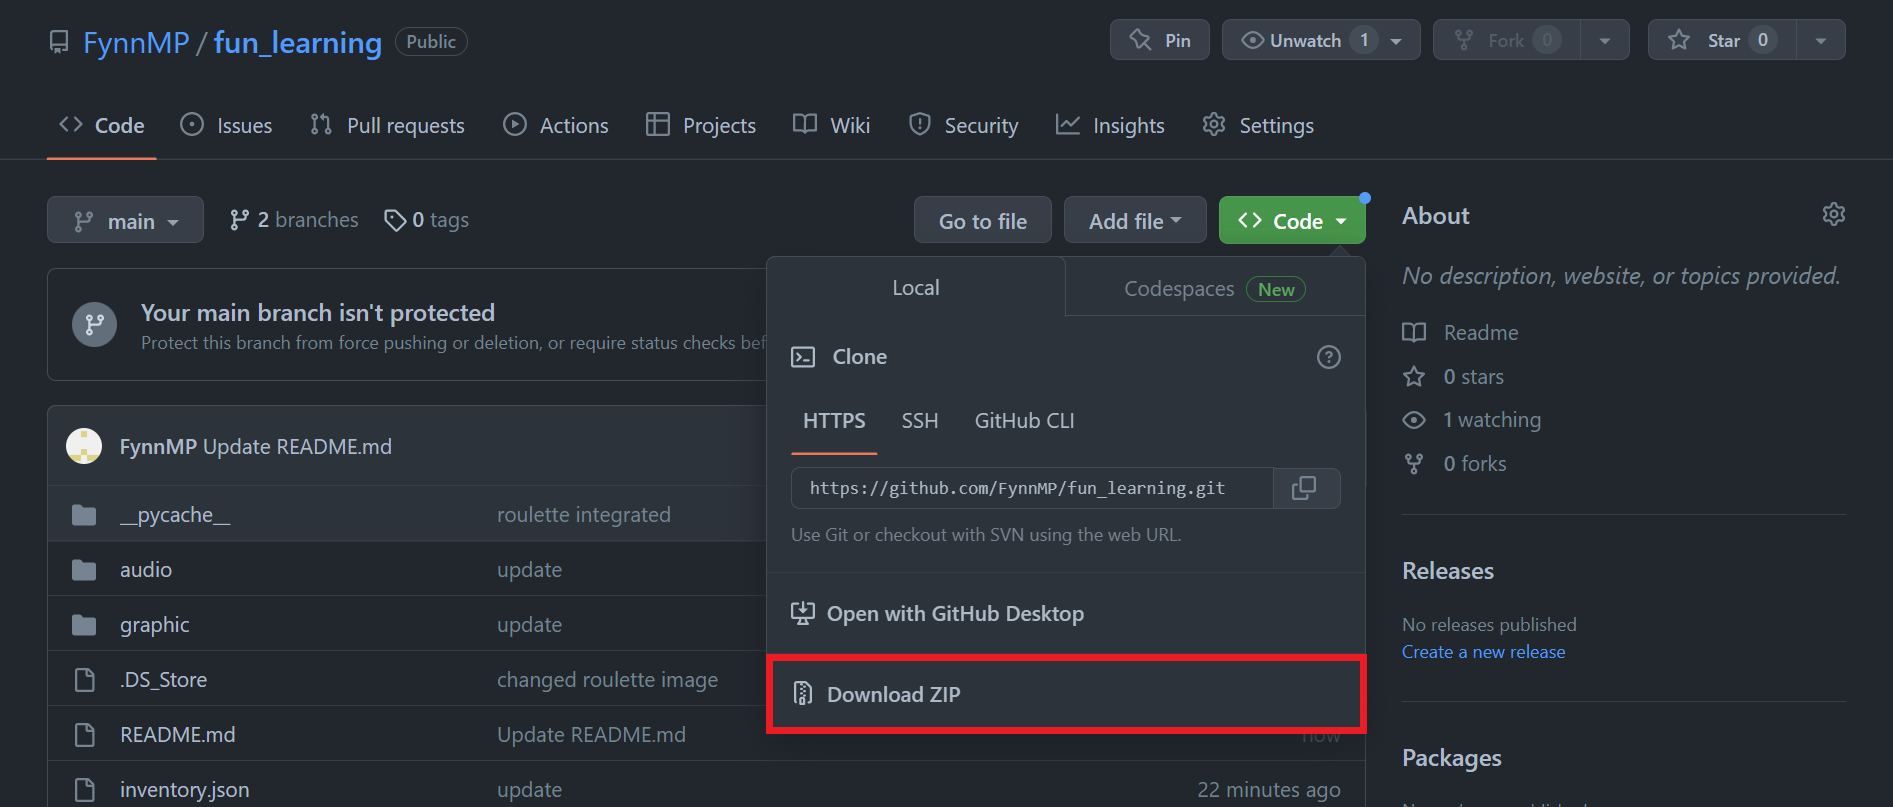 FynnMP / fun_learning Public
Pin
Unwatch 1
Fork 0
Star 0
Code
Issues
Pull requests
Actions
Projects
Wiki
Security
Insights
Settings
main
2 branches
0 tags
Go to file
Add file
Code
Your main branch isn't protected
Protect this branch from force pushing or deletion, or require status checks bef
FynnMP Update README.md
__pycache__ roulette integrated
audio update
graphic update
.DS_Store changed roulette image
README.md Update README.md now
inventory.json update 22 minutes ago
Local
Codespaces New
Clone
HTTPS SSH GitHub CLI
https://github.com/FynnMP/fun_learning.git
Use Git or checkout with SVN using the web URL.
Open with GitHub Desktop
Download ZIP
About
No description, website, or topics provided.
Readme
0 stars
1 watching
0 forks
Releases
No releases published
Create a new release
Packages